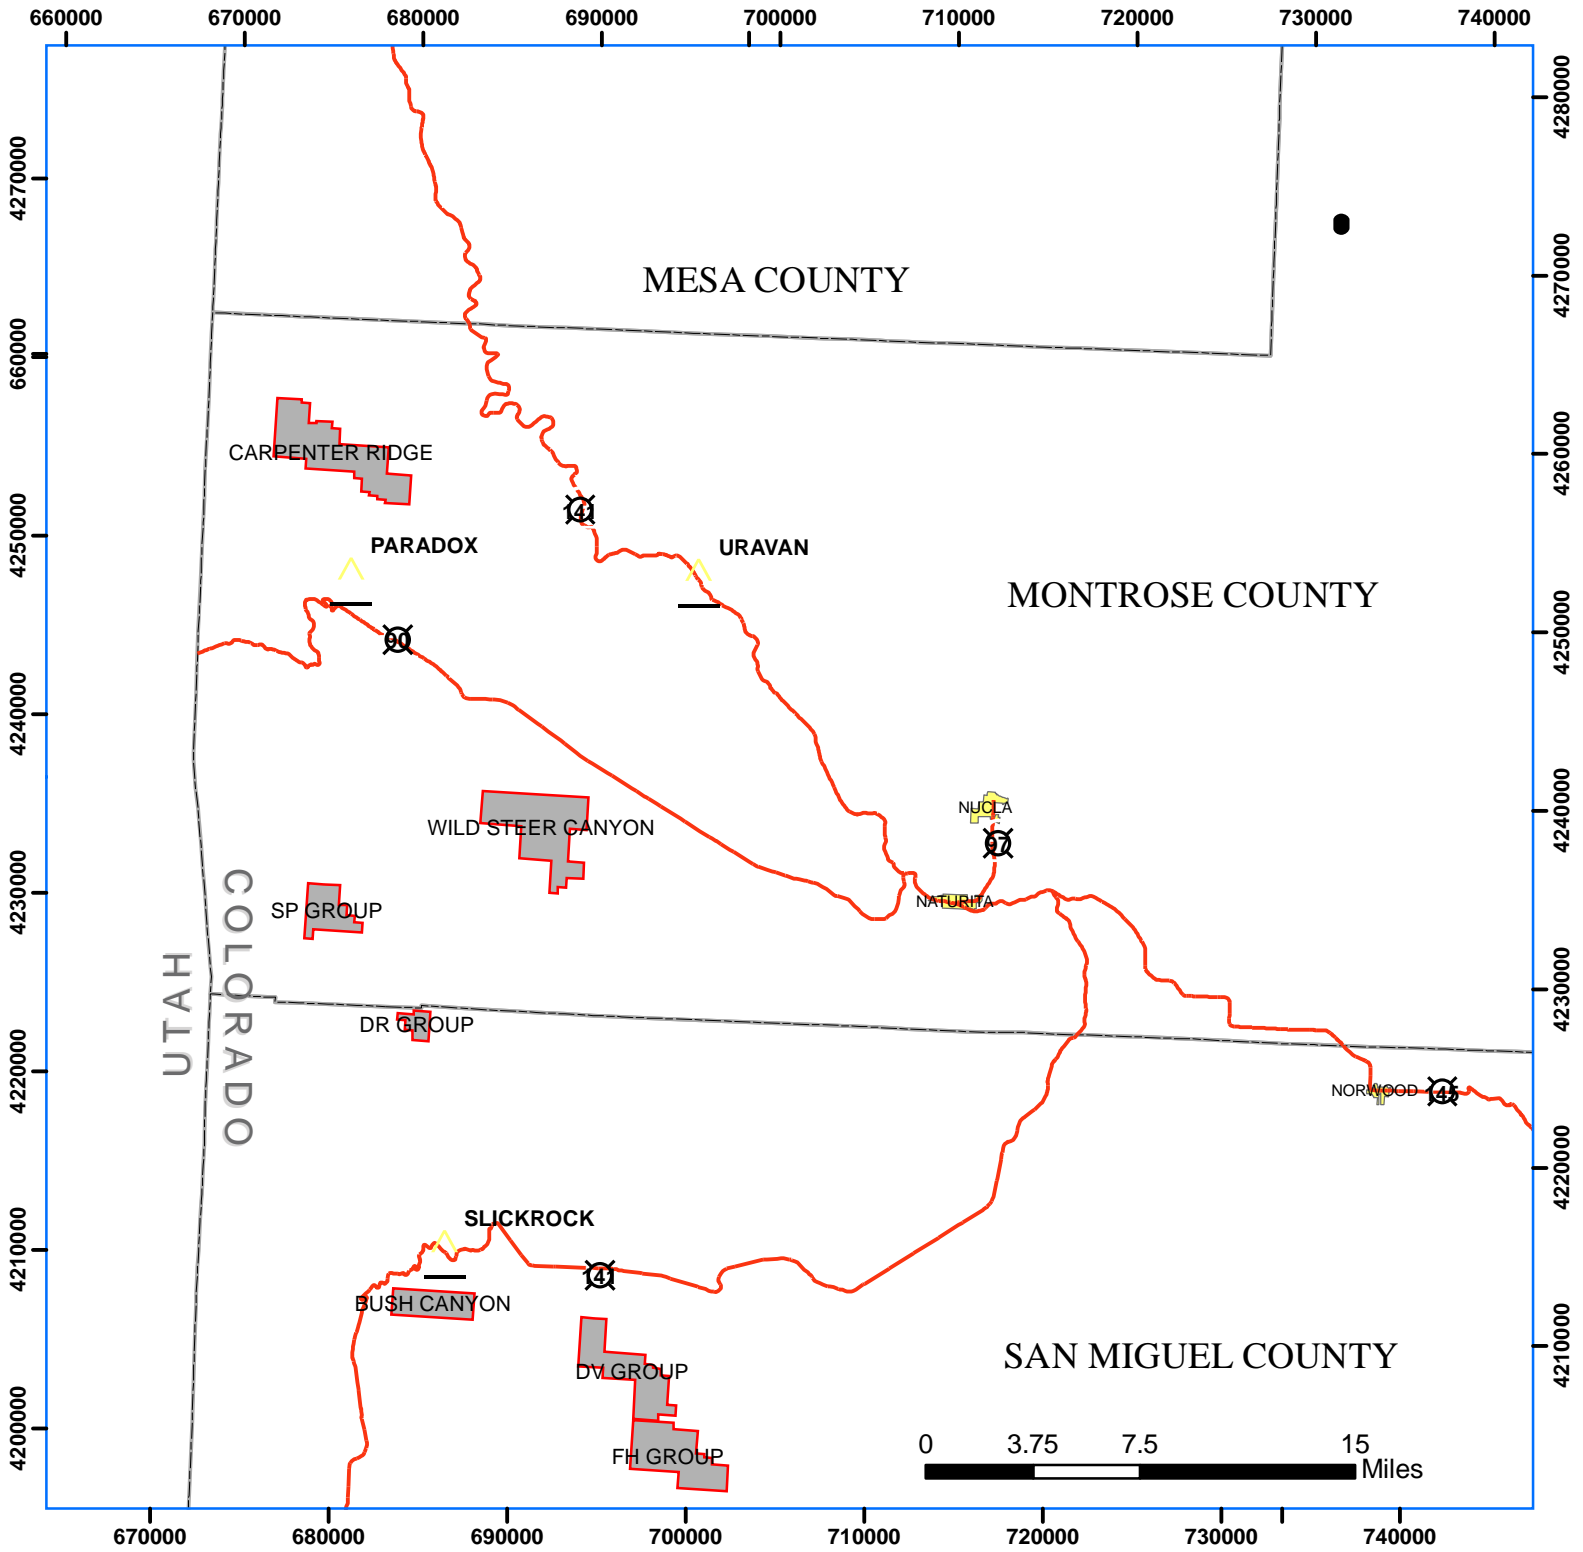 660000 670000 680000 690000 700000 710000 720000 730000 740000
4280000
4270000
4270000
MESA COUNTY
660000
CARPENTER RIDGE
4260000
141
4250000
PARADOX
URAVAN
MONTROSE COUNTY
90
4250000
4240000
NUCLA
4240000
WILD STEER CANYON
97
COLORADO
4230000
NATURITA
SP GROUP
UTAH
4230000
DR GROUP
4220000
NORWOOD
145
4220000
SLICKROCK
4210000
141
BUSH CANYON
SAN MIGUEL COUNTY
4210000
DV GROUP
4200000
FH GROUP
0 3.75 7.5 15
Miles
670000 680000 690000 700000 710000 720000 730000 740000